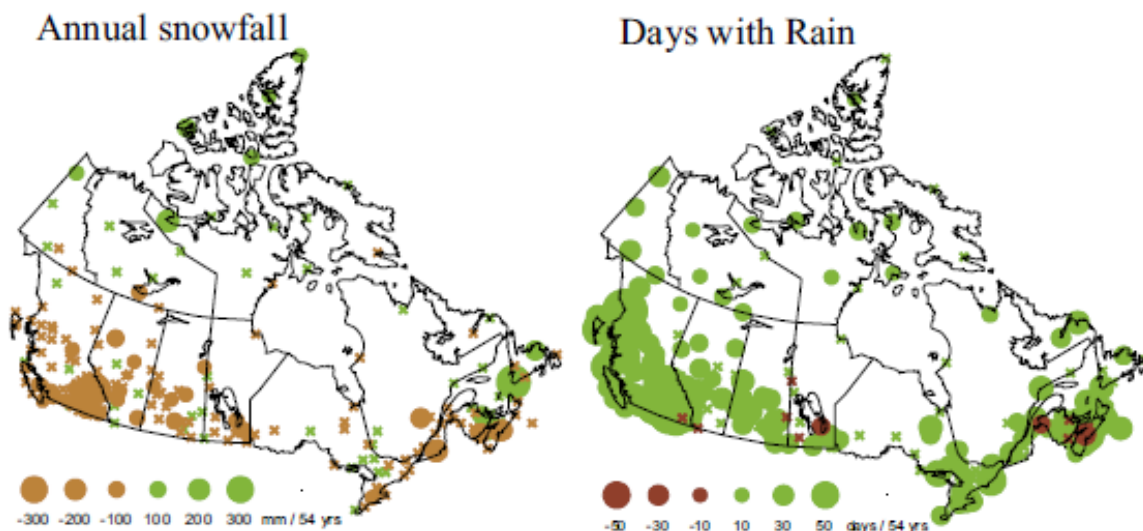 Annual snowfall
Days with Rain
-300 -200 -100 100 200 300 mm / 54 yrs
-50 -30 -10 10 30 50 days / 54 yrs